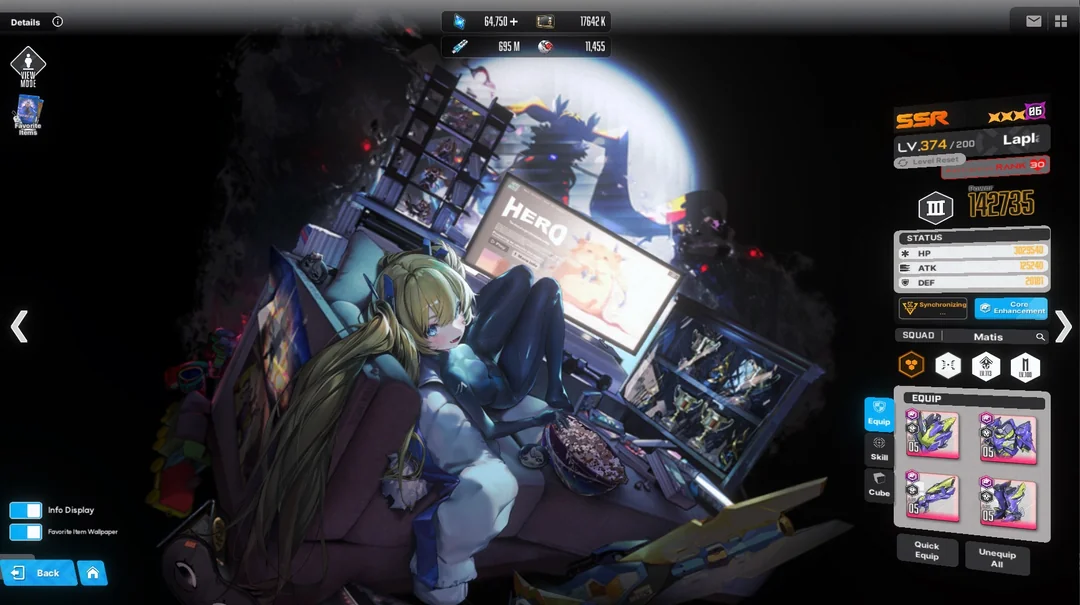 Details
64,750 +
17642 K
695 M
11,455
VIEW
MODE
Favorite
Items
HERO
SSR
06
LV.374 / 200
Lapl
Level Reset
RANK 30
III
Power
142735
STATUS
HP
ATK
DEF
Synchronizing
...
Core
Enhancement
SQUAD
Matis
EQUIP
Equip
Skill
Cube
05
05
05
05
Quick
Equip
Unequip
All
Info Display
Favorite Item Wallpaper
Back